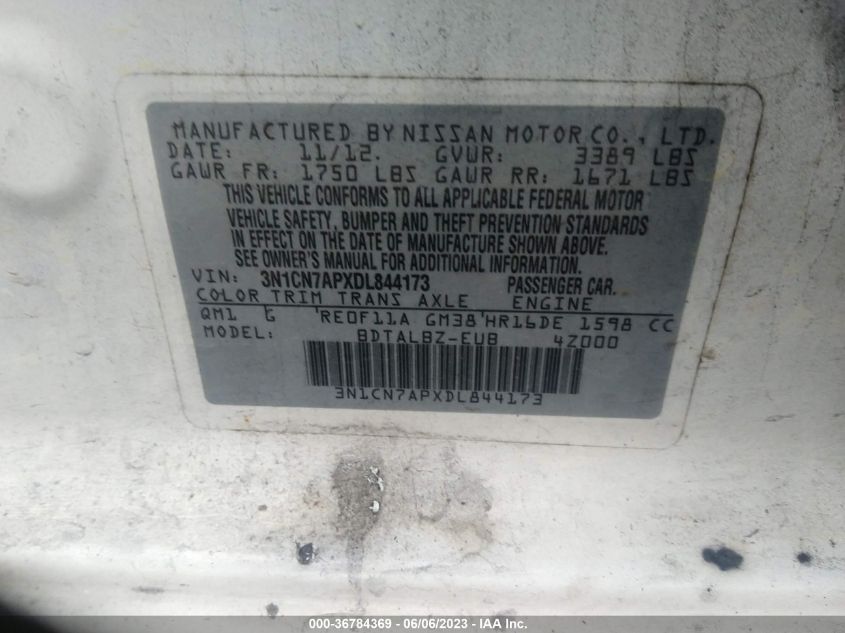 MANUFACTURED BY NISSAN MOTOR CO., LTD.
DATE: 11/12. GVWR: 3389 LBS
GAWR FR: 1750 LBS GAWR RR: 1671 LBS
THIS VEHICLE CONFORMS TO ALL APPLICABLE FEDERAL MOTOR
VEHICLE SAFETY, BUMPER AND THEFT PREVENTION STANDARDS
IN EFFECT ON THE DATE OF MANUFACTURE SHOWN ABOVE.
SEE OWNER'S MANUAL FOR ADDITIONAL INFORMATION.
VIN: 3N1CN7APXDL844173 PASSENGER CAR.
COLOR TRIM TRANS AXLE ENGINE
QM1 G RE0F11A GM38 HR16DE 1598 CC
MODEL: BDTALBZ-EUB 4Z000
3N1CN7APXDL844173
000-36784369 - 06/06/2023 - IAAI.com.